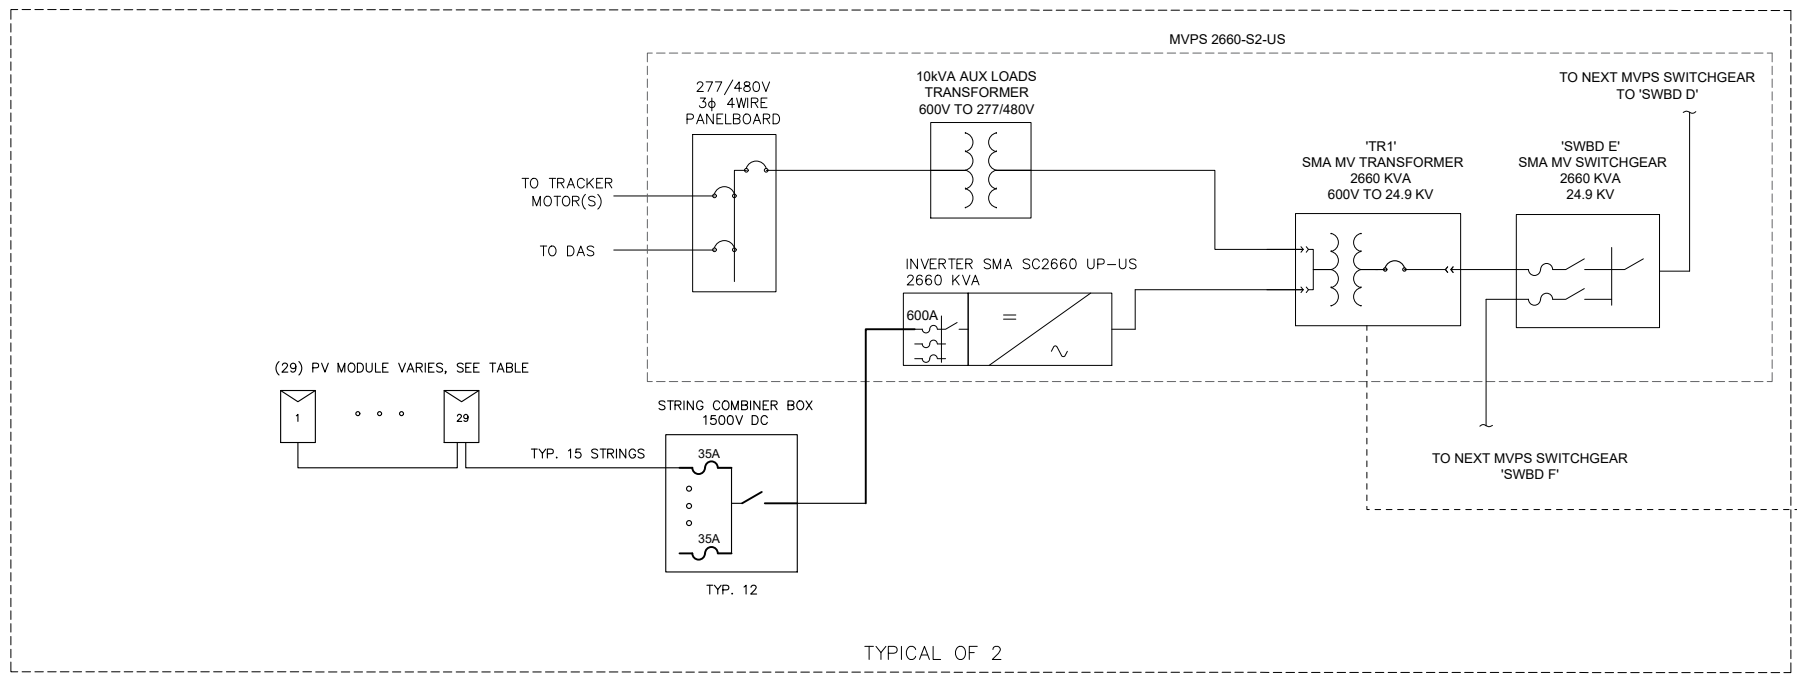 MVPS 2660-S2-US
277/480V
3ϕ 4WIRE
PANELBOARD
10kVA AUX LOADS
TRANSFORMER
600V TO 277/480V
TO NEXT MVPS SWITCHGEAR
TO 'SWBD D'
'TR1'
SMA MV TRANSFORMER
2660 KVA
600V TO 24.9 KV
'SWBD E'
SMA MV SWITCHGEAR
2660 KVA
24.9 KV
TO TRACKER
MOTOR(S)
TO DAS
INVERTER SMA SC2660 UP-US
2660 KVA
600A
(29) PV MODULE VARIES, SEE TABLE
1
29
STRING COMBINER BOX
1500V DC
TYP. 15 STRINGS
35A
35A
TYP. 12
TO NEXT MVPS SWITCHGEAR
'SWBD F'
TYPICAL OF 2